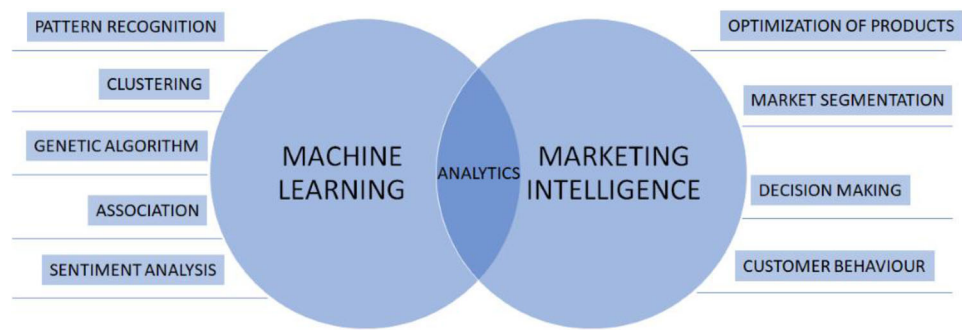 PATTERN RECOGNITION
CLUSTERING
GENETIC ALGORITHM
ASSOCIATION
SENTIMENT ANALYSIS
MACHINE
LEARNING
ANALYTICS
MARKETING
INTELLIGENCE
OPTIMIZATION OF PRODUCTS
MARKET SEGMENTATION
DECISION MAKING
CUSTOMER BEHAVIOUR